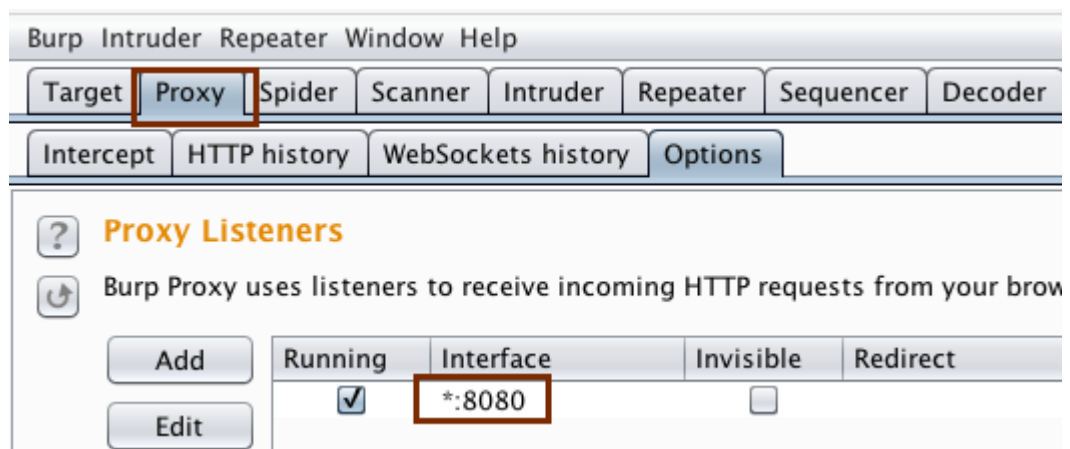 Burp Intruder Repeater Window Help
Target Proxy Spider Scanner Intruder Repeater Sequencer Decoder
Intercept HTTP history WebSockets history Options
? Proxy Listeners
Burp Proxy uses listeners to receive incoming HTTP requests from your brow
Add Running Interface Invisible Redirect
*:8080
Edit